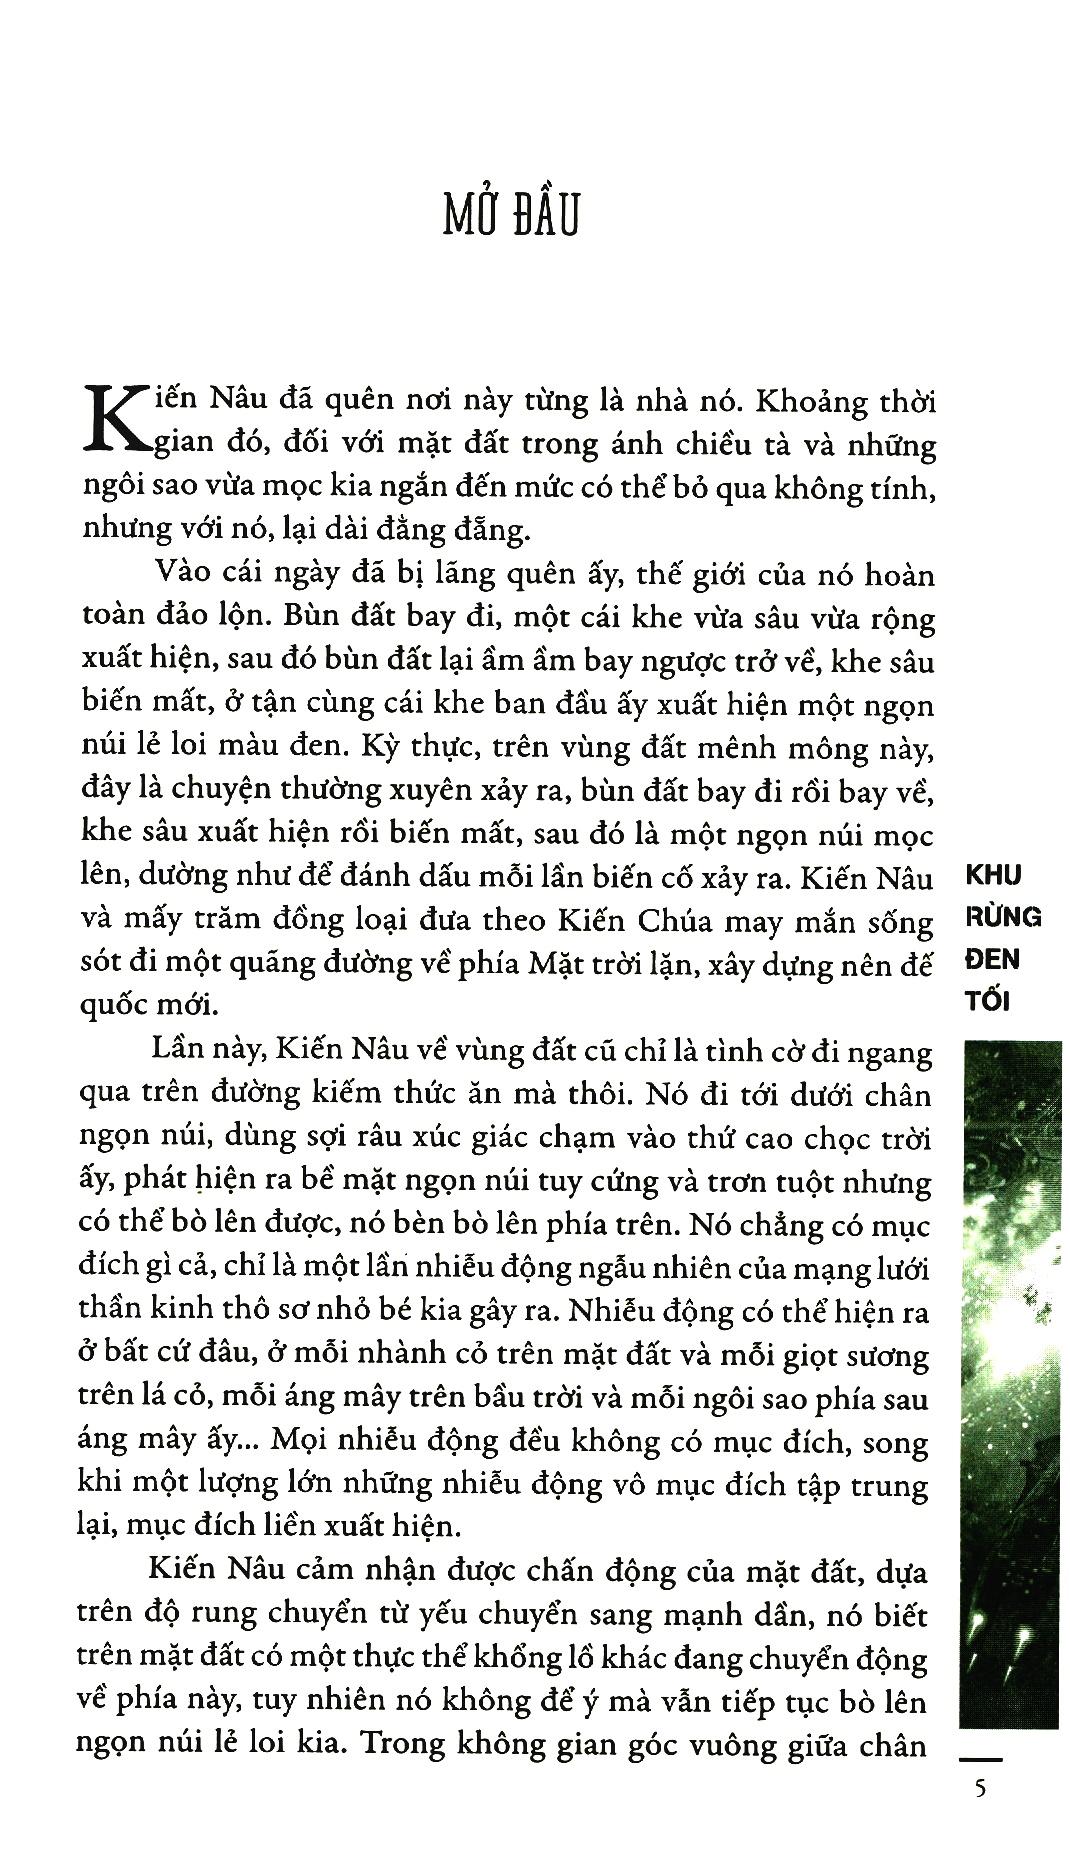 MỞ ĐẦU
Kiến Nâu đã quên nơi này từng là nhà nó. Khoảng thời
gian đó, đối với mặt đất trong ánh chiều tà và những
ngôi sao vừa mọc kia ngắn đến mức có thể bỏ qua không tính,
nhưng với nó, lại dài đằng đẵng.
Vào cái ngày đã bị lãng quên ấy, thế giới của nó hoàn
toàn đảo lộn. Bùn đất bay đi, một cái khe vừa sâu vừa rộng
xuất hiện, sau đó bùn đất lại ầm ầm bay ngược trở về, khe sâu
biến mất, ở tận cùng cái khe ban đầu ấy xuất hiện một ngọn
núi lẻ loi màu đen. Kỳ thực, trên vùng đất mênh mông này,
đây là chuyện thường xuyên xảy ra, bùn đất bay đi rồi bay về,
khe sâu xuất hiện rồi biến mất, sau đó là một ngọn núi mọc
lên, dường như để đánh dấu mỗi lần biến cố xảy ra. Kiến Nâu
và mấy trăm đồng loại đưa theo Kiến Chúa may mắn sống
sót đi một quãng đường về phía Mặt trời lặn, xây dựng nên đế
quốc mới.
Lần này, Kiến Nâu về vùng đất cũ chỉ là tình cờ đi ngang
qua trên đường kiếm thức ăn mà thôi. Nó đi tới dưới chân
ngọn núi, dùng sợi râu xúc giác chạm vào thứ cao chọc trời
ấy, phát hiện ra bề mặt ngọn núi tuy cứng và trơn tuột nhưng
có thể bò lên được, nó bèn bò lên phía trên. Nó chẳng có mục
đích gì cả, chỉ là một lần nhiễu động ngẫu nhiên của mạng lưới
thần kinh thô sơ nhỏ bé kia gây ra. Nhiễu động có thể hiện ra
ở bất cứ đâu, ở mỗi nhành cỏ trên mặt đất và mỗi giọt sương
trên lá cỏ, mỗi áng mây trên bầu trời và mỗi ngôi sao phía sau
áng mây ấy... Mọi nhiễu động đều không có mục đích, song
khi một lượng lớn những nhiễu động vô mục đích tập trung
lại, mục đích liền xuất hiện.
Kiến Nâu cảm nhận được chấn động của mặt đất, dựa
trên độ rung chuyển từ yếu chuyển sang mạnh dần, nó biết
trên mặt đất có một thực thể khổng lồ khác đang chuyển động
về phía này, tuy nhiên nó không để ý mà vẫn tiếp tục bò lên
ngọn núi lẻ loi kia. Trong không gian góc vuông giữa chân
KHU
RỪNG
ĐEN
TỐI
5